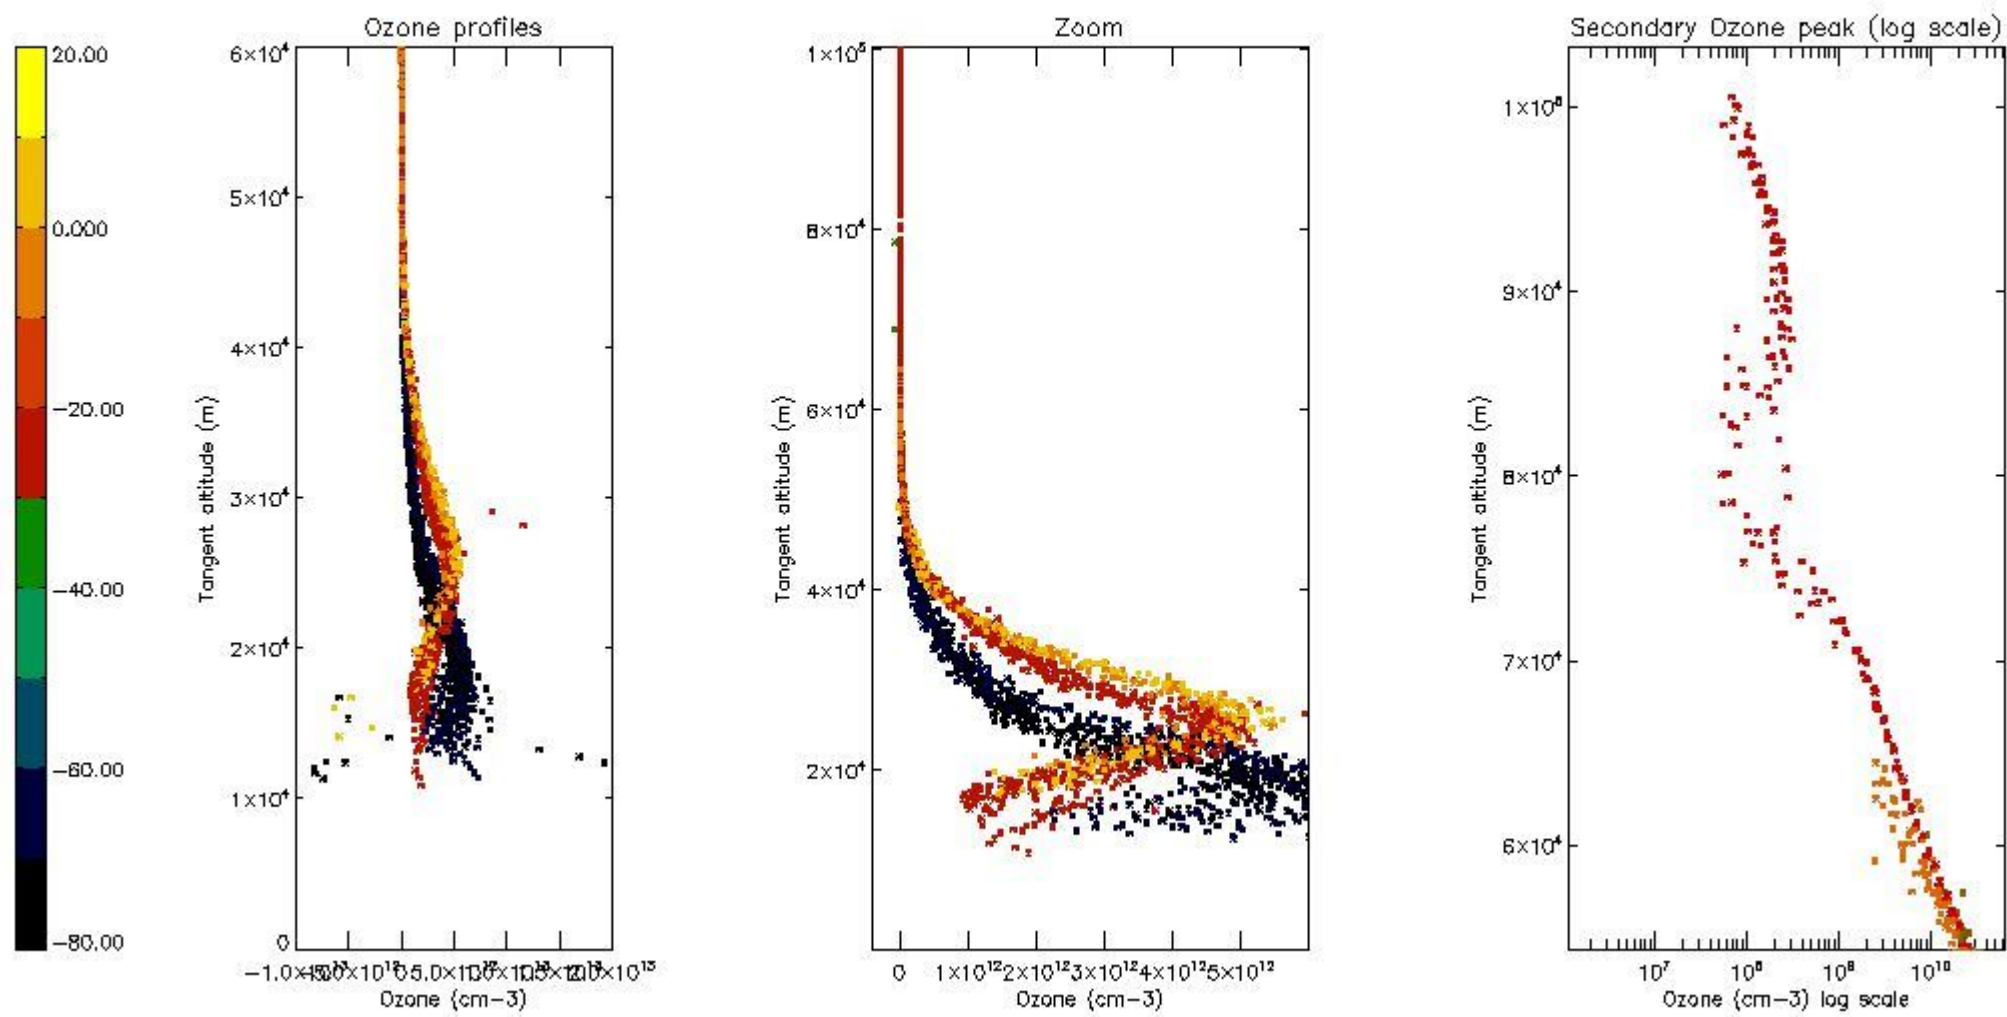 Ozone profiles
Zoom
Secondary Ozone peak (log scale)
20.00
0.000
-20.00
-40.00
-60.00
-80.00
6×10⁴
5×10⁴
4×10⁴
3×10⁴
2×10⁴
1×10⁴
0
Tangent altitude (m)
Ozone (cm-3)
1×10⁵
8×10⁴
6×10⁴
4×10⁴
2×10⁴
Tangent altitude (m)
0 1×10¹² 2×10¹² 3×10¹² 4×10¹² 5×10¹²
Ozone (cm-3)
1×10⁵
9×10⁴
8×10⁴
7×10⁴
6×10⁴
Tangent altitude (m)
10⁷ 10⁸ 10⁹ 10¹⁰
Ozone (cm-3) log scale